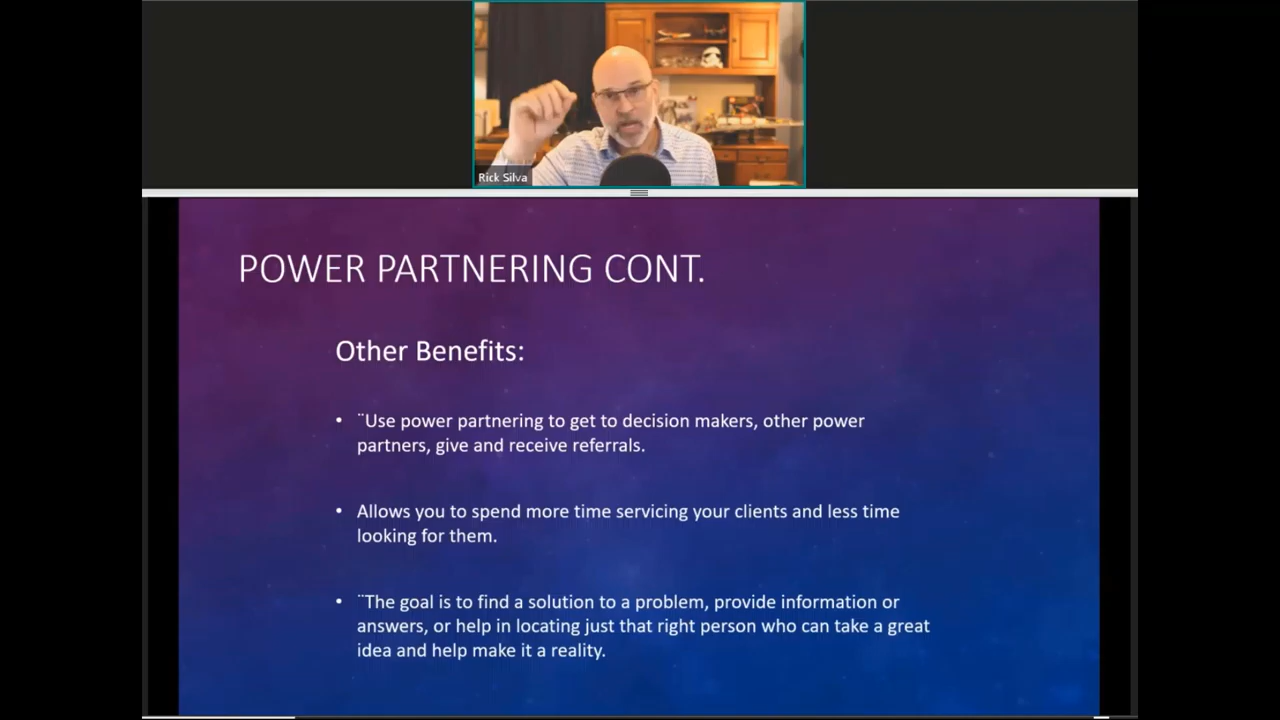 Rick Silva
POWER PARTNERING CONT.
Other Benefits:
• ¨Use power partnering to get to decision makers, other power
partners, give and receive referrals.
• Allows you to spend more time servicing your clients and less time
looking for them.
• ¨The goal is to find a solution to a problem, provide information or
answers, or help in locating just that right person who can take a great
idea and help make it a reality.